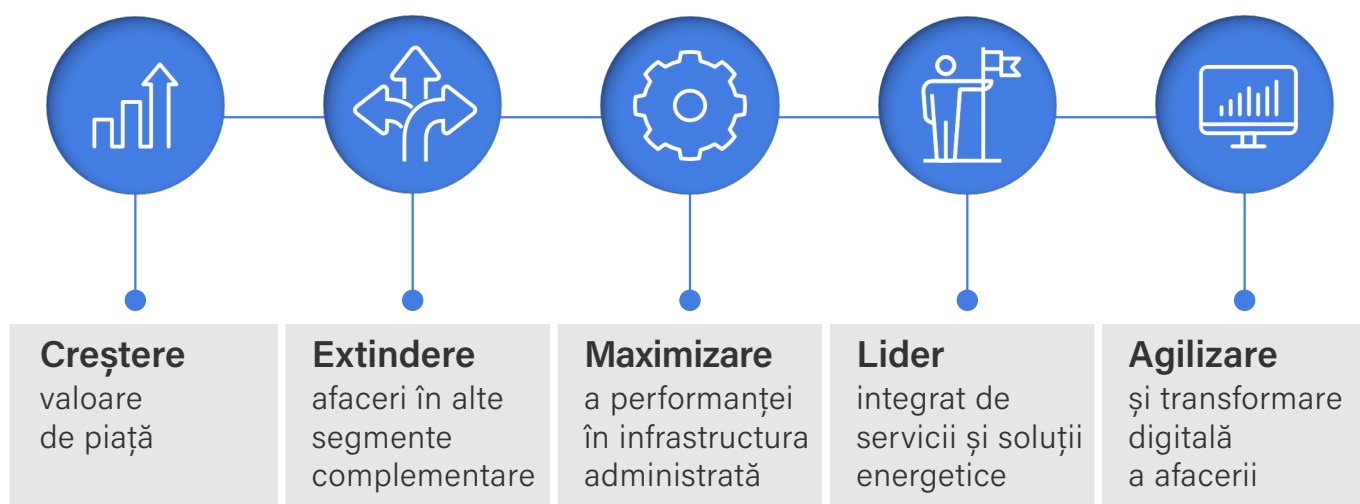 Creștere
valoare
de piață
Extindere
afaceri în alte
segmente
complementare
Maximizare
a performanței
în infrastructura
administrată
Lider
integrat de
servicii și soluții
energetice
Agilizare
și transformare
digitală
a afacerii